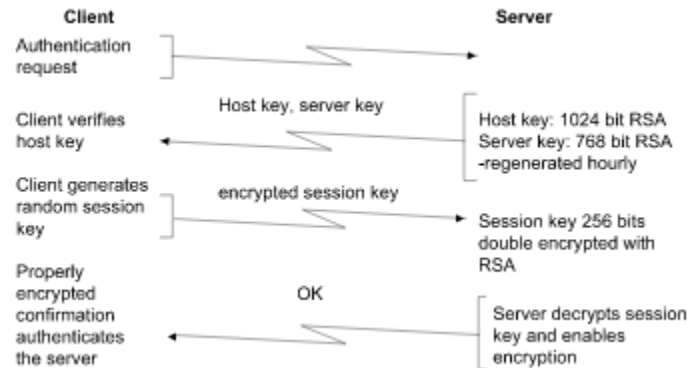 Client
Server
Authentication
request
Host key, server key
Client verifies
host key
Host key: 1024 bit RSA
Server key: 768 bit RSA
-regenerated hourly
Client generates
random session
key
encrypted session key
Session key 256 bits
double encrypted with
RSA
Properly
encrypted
confirmation
authenticates
the server
OK
Server decrypts session
key and enables
encryption